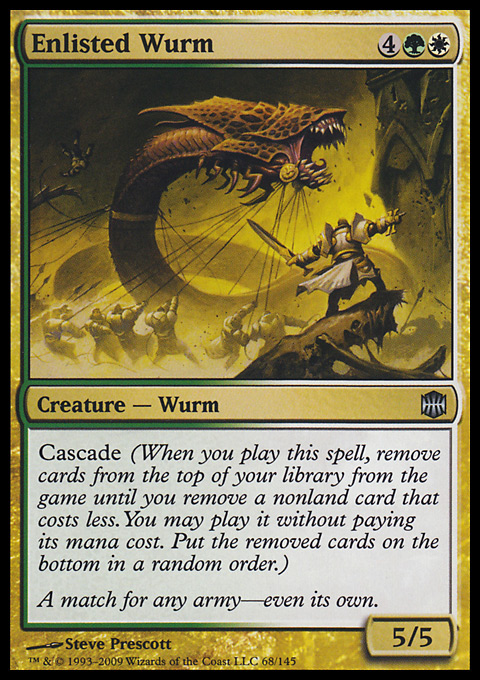 Enlisted Wurm 4
Creature — Wurm
Cascade (When you play this spell, remove
cards from the top of your library from the
game until you remove a nonland card that
costs less. You may play it without paying
its mana cost. Put the removed cards on the
bottom in a random order.)
A match for any army—even its own.
Steve Prescott
™ & © 1993–2009 Wizards of the Coast LLC 68/145
5/5